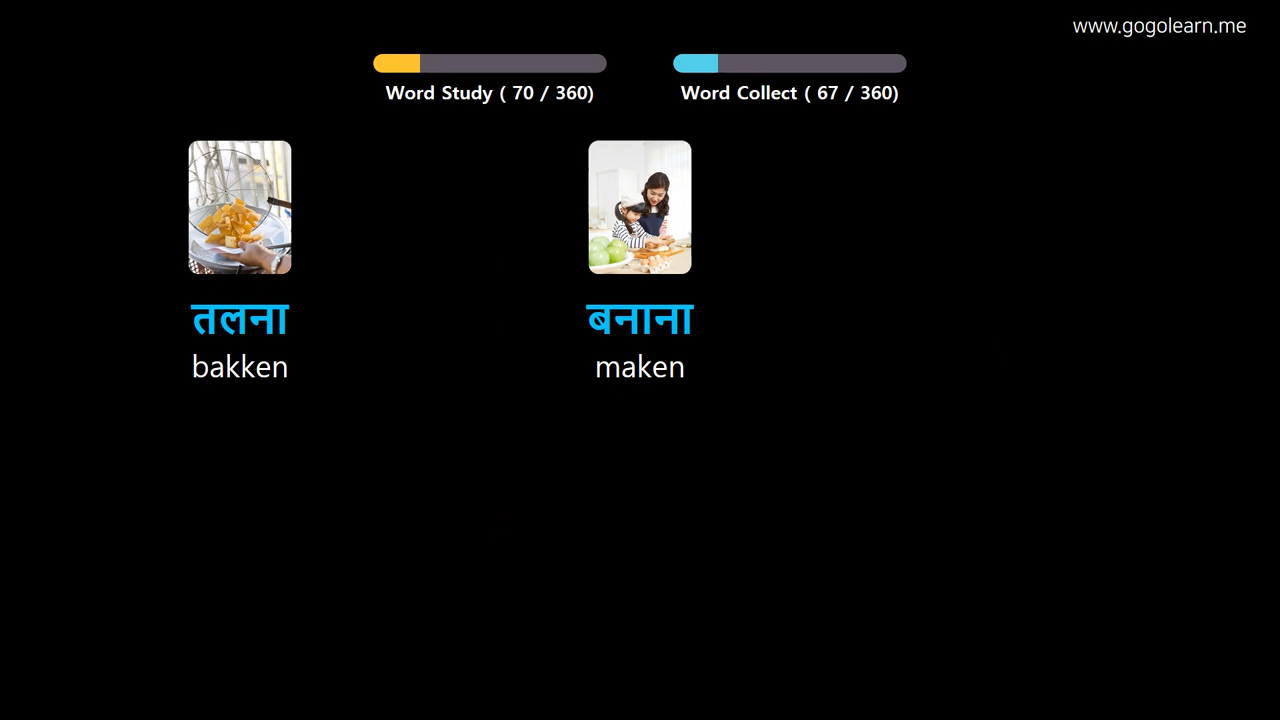 www.gogolearn.me
Word Study ( 70 / 360)
Word Collect ( 67 / 360)
तलना
bakken
बनाना
maken